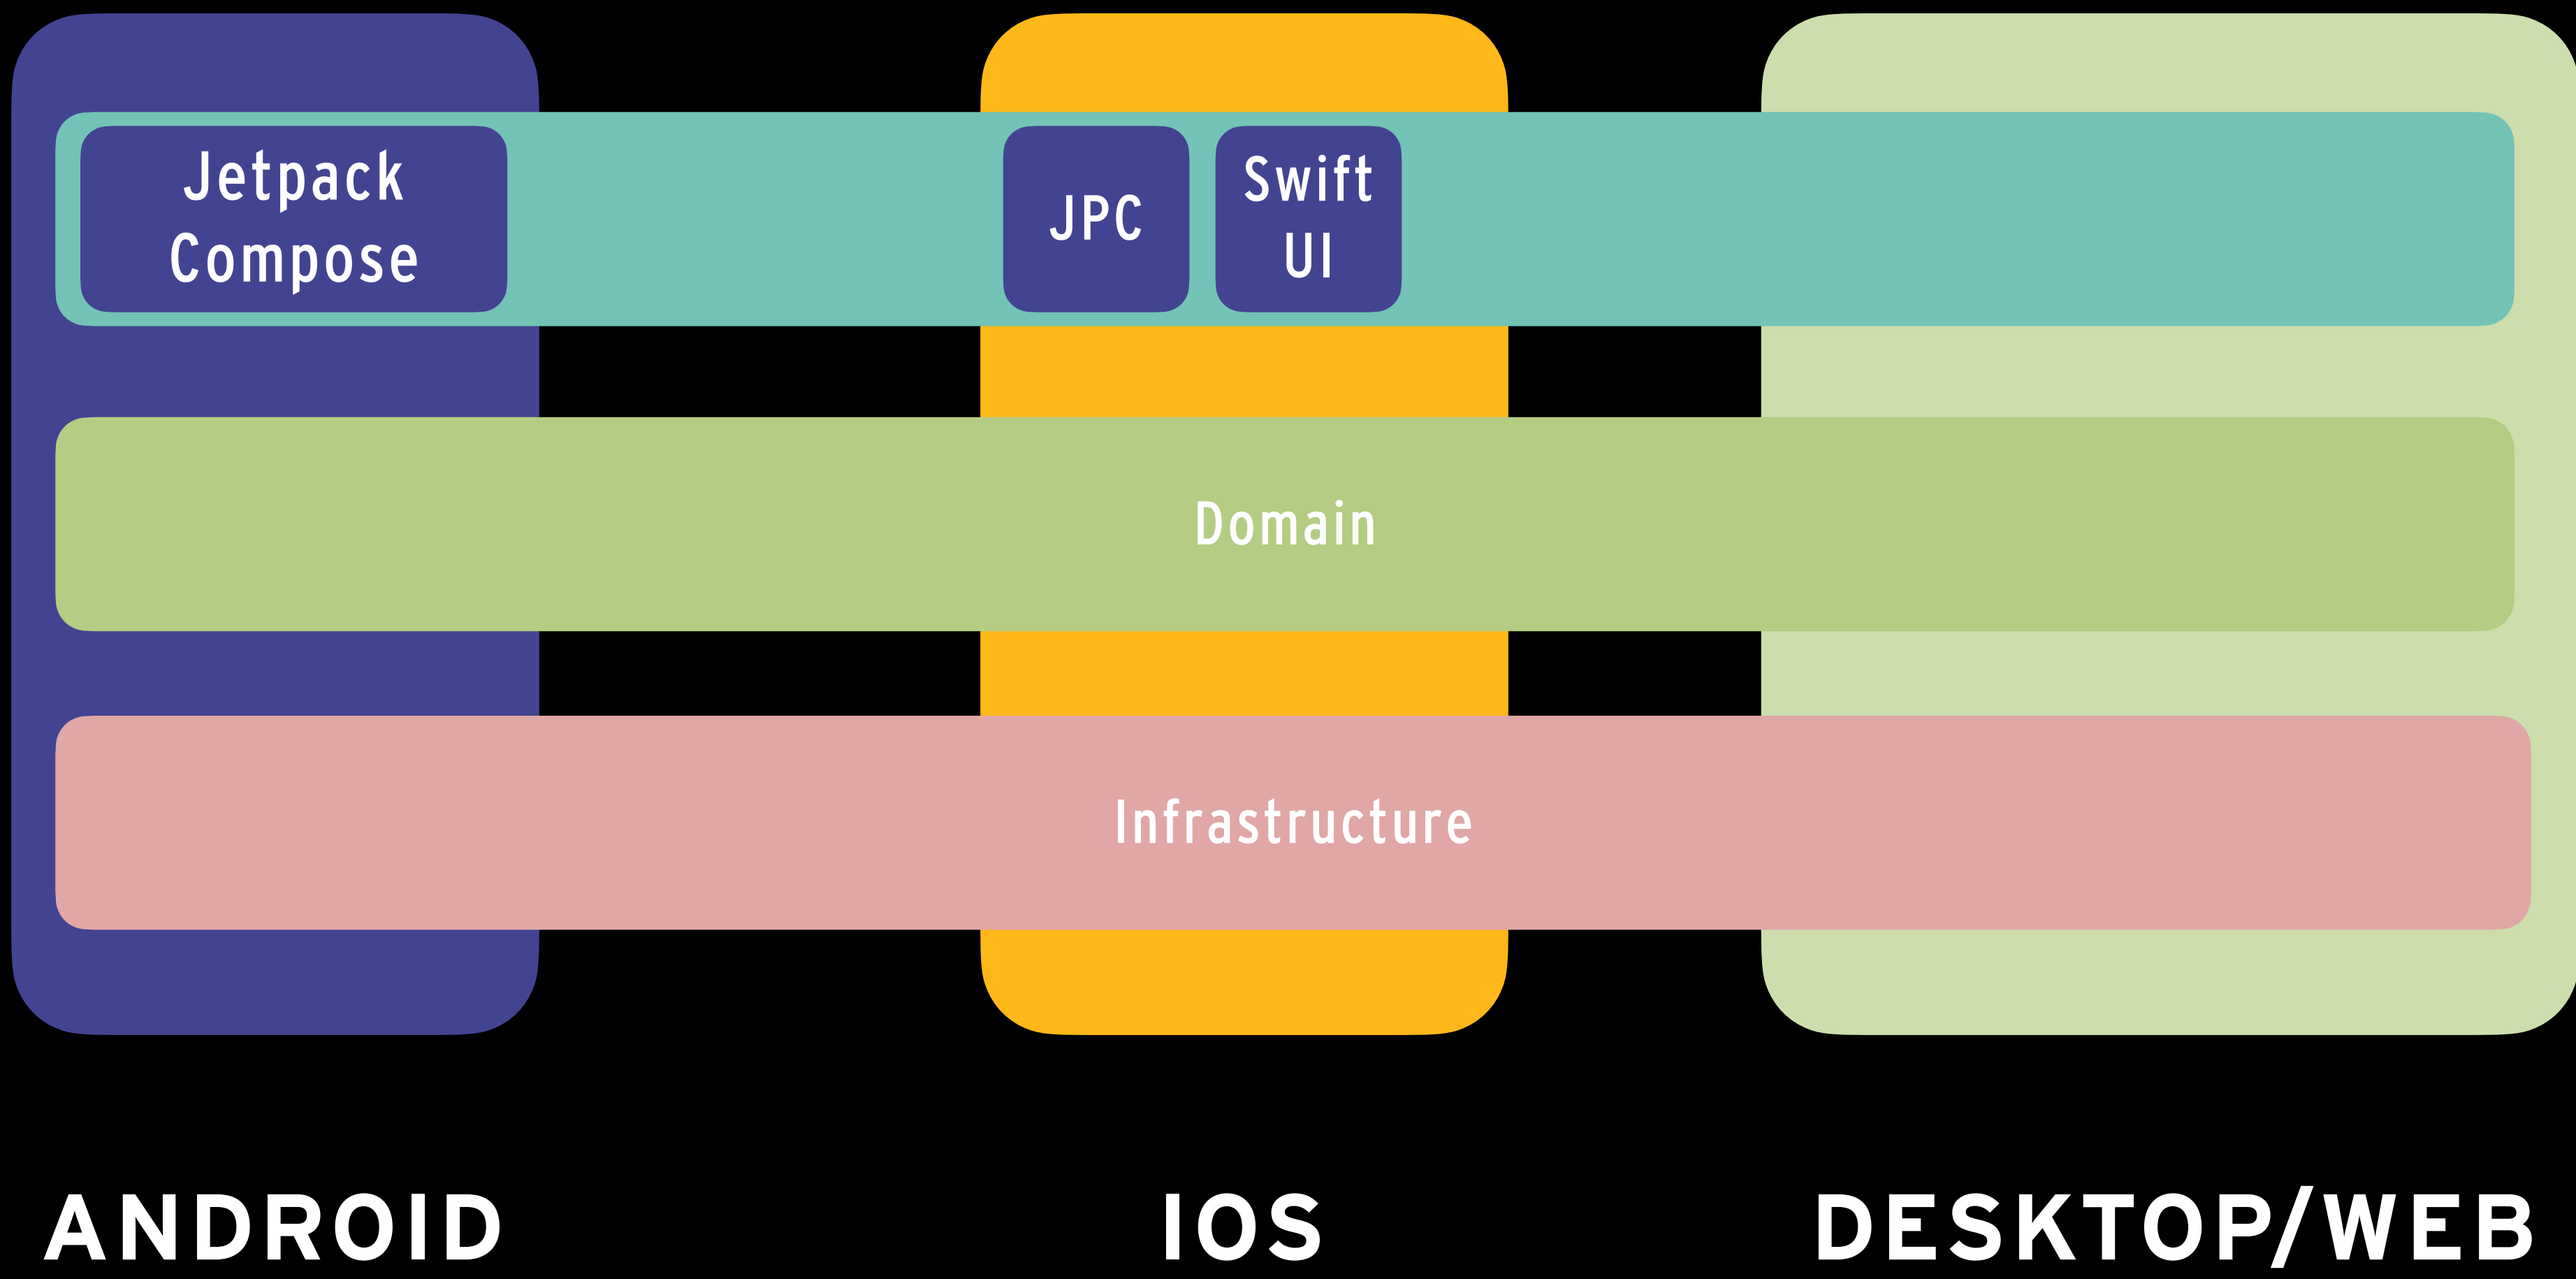 Jetpack
Compose
JPC
Swift
UI
Domain
Infrastructure
ANDROID
IOS
DESKTOP/WEB